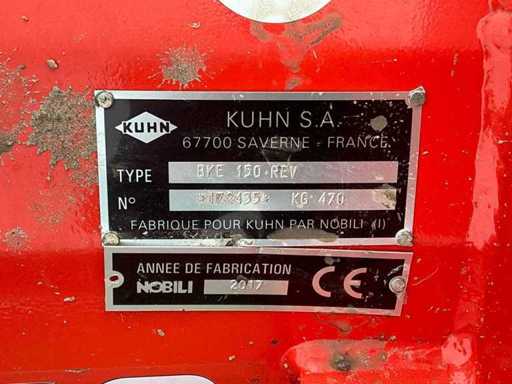 KUHN
KUHN S.A.
67700 SAVERNE - FRANCE
TYPE BKE 150 REV
N° KG 470
FABRIQUE POUR KUHN PAR NOBILI (I)
ANNEE DE FABRICATION
NOBILI 2017 CE